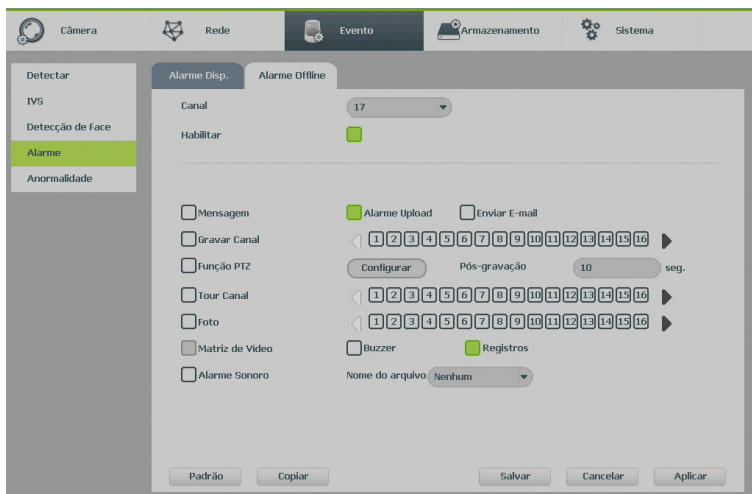 Câmera Rede Evento Armazenamento Sistema
Detectar
IVS
Detecção de Face
Alarme
Anormalidade
Alarme Disp. Alarme Offline
Canal 17
Habilitar
Mensagem Alarme Upload Enviar E-mail
Gravar Canal 1 2 3 4 5 6 7 8 9 10 11 12 13 14 15 16
Função PTZ Configurar Pós-gravação 10 seg.
Tour Canal 1 2 3 4 5 6 7 8 9 10 11 12 13 14 15 16
Foto 1 2 3 4 5 6 7 8 9 10 11 12 13 14 15 16
Matriz de Vídeo Buzzer Registros
Alarme Sonoro Nome do arquivo Nenhum
Padrão Copiar Salvar Cancelar Aplicar